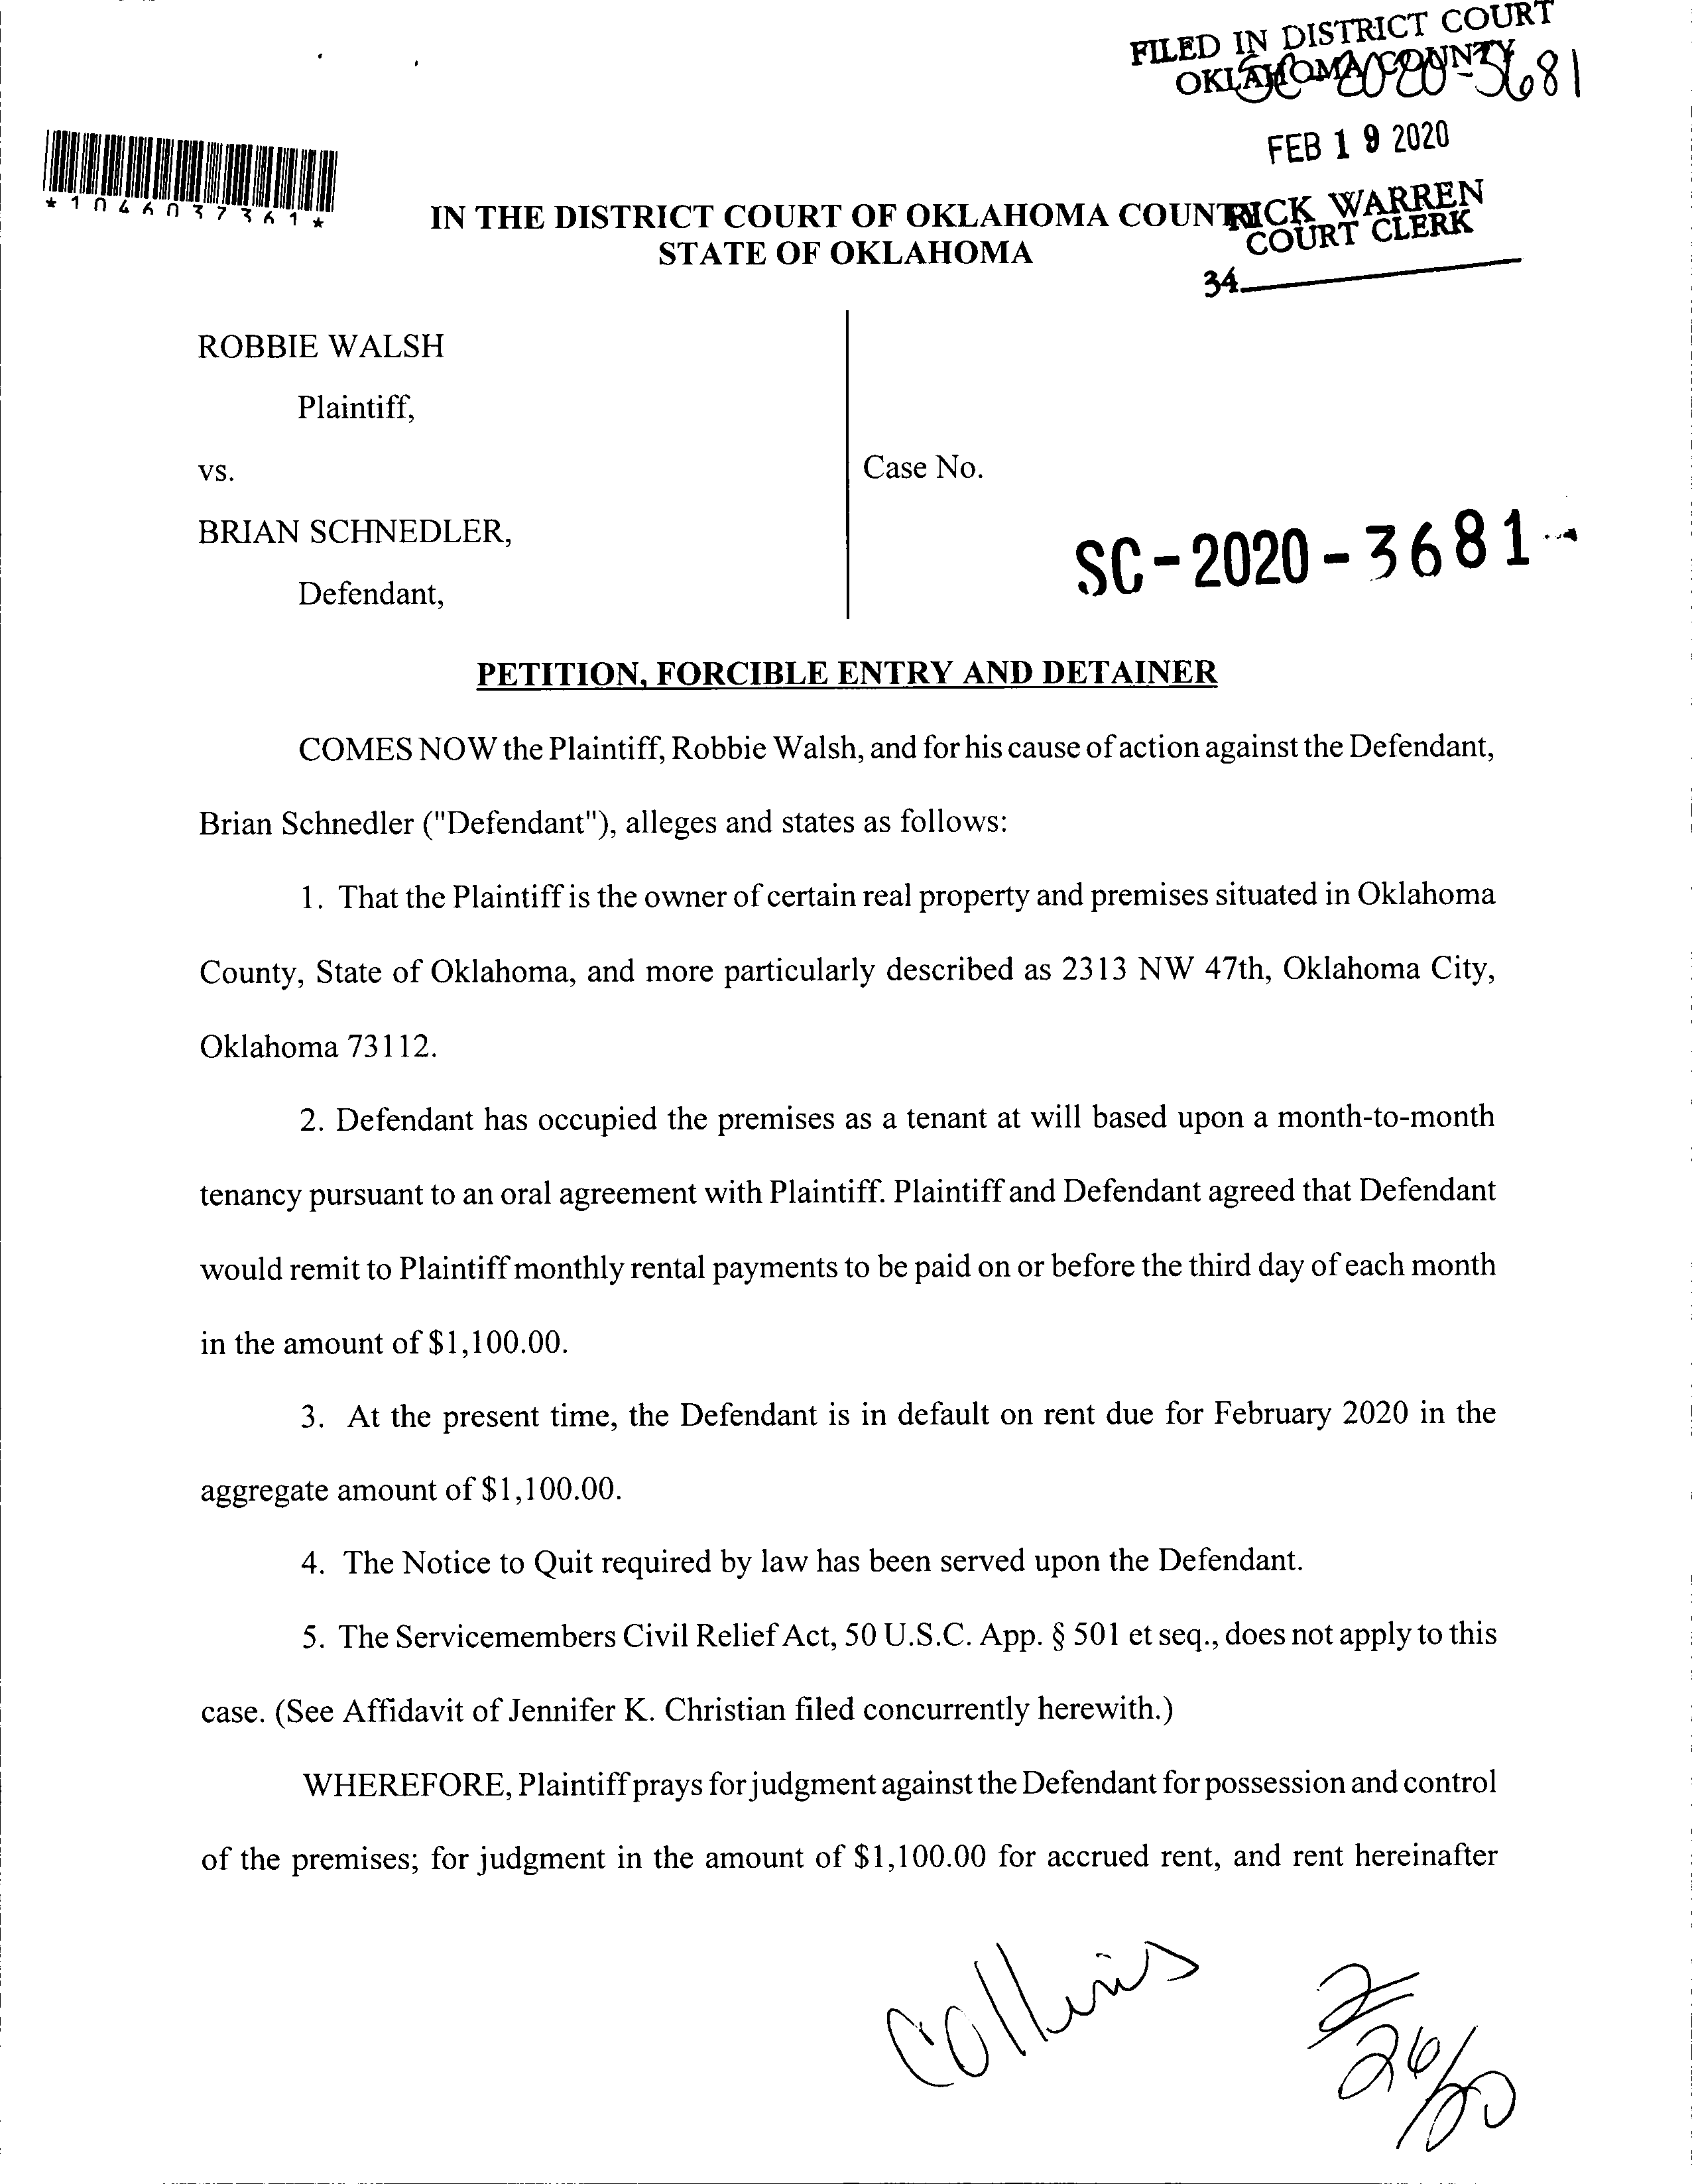 FILED IN DISTRICT COURT
OKLAHOMA COUNTY
SC-2020-3681
FEB 1 9 2020
RICK WARREN
COURT CLERK
34
*1046037361*
IN THE DISTRICT COURT OF OKLAHOMA COUNTY
STATE OF OKLAHOMA
ROBBIE WALSH
Plaintiff,
vs.
Case No.
BRIAN SCHNEDLER,
SC-2020-3681
Defendant,
PETITION, FORCIBLE ENTRY AND DETAINER
COMES NOW the Plaintiff, Robbie Walsh, and for his cause of action against the Defendant,
Brian Schnedler ("Defendant"), alleges and states as follows:
1. That the Plaintiff is the owner of certain real property and premises situated in Oklahoma
County, State of Oklahoma, and more particularly described as 2313 NW 47th, Oklahoma City,
Oklahoma 73112.
2. Defendant has occupied the premises as a tenant at will based upon a month-to-month
tenancy pursuant to an oral agreement with Plaintiff. Plaintiff and Defendant agreed that Defendant
would remit to Plaintiff monthly rental payments to be paid on or before the third day of each month
in the amount of $1,100.00.
3. At the present time, the Defendant is in default on rent due for February 2020 in the
aggregate amount of $1,100.00.
4. The Notice to Quit required by law has been served upon the Defendant.
5. The Servicemembers Civil Relief Act, 50 U.S.C. App. § 501 et seq., does not apply to this
case. (See Affidavit of Jennifer K. Christian filed concurrently herewith.)
WHEREFORE, Plaintiff prays for judgment against the Defendant for possession and control
of the premises; for judgment in the amount of $1,100.00 for accrued rent, and rent hereinafter
Collins
2/26/20